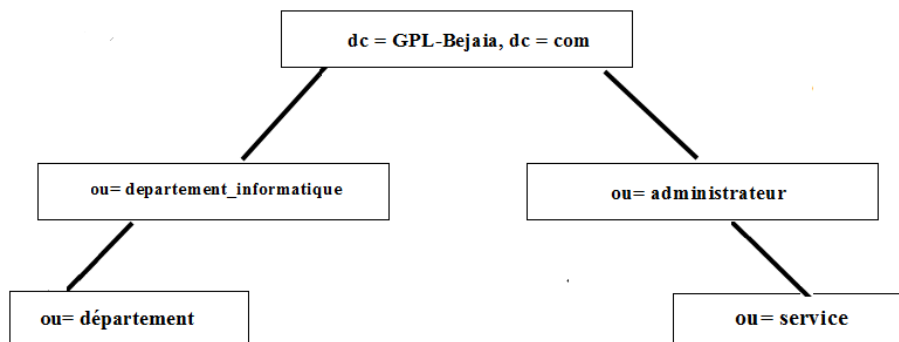 dc = GPL-Bejaia, dc = com
ou= departement_informatique
ou= administrateur
ou= département
ou= service